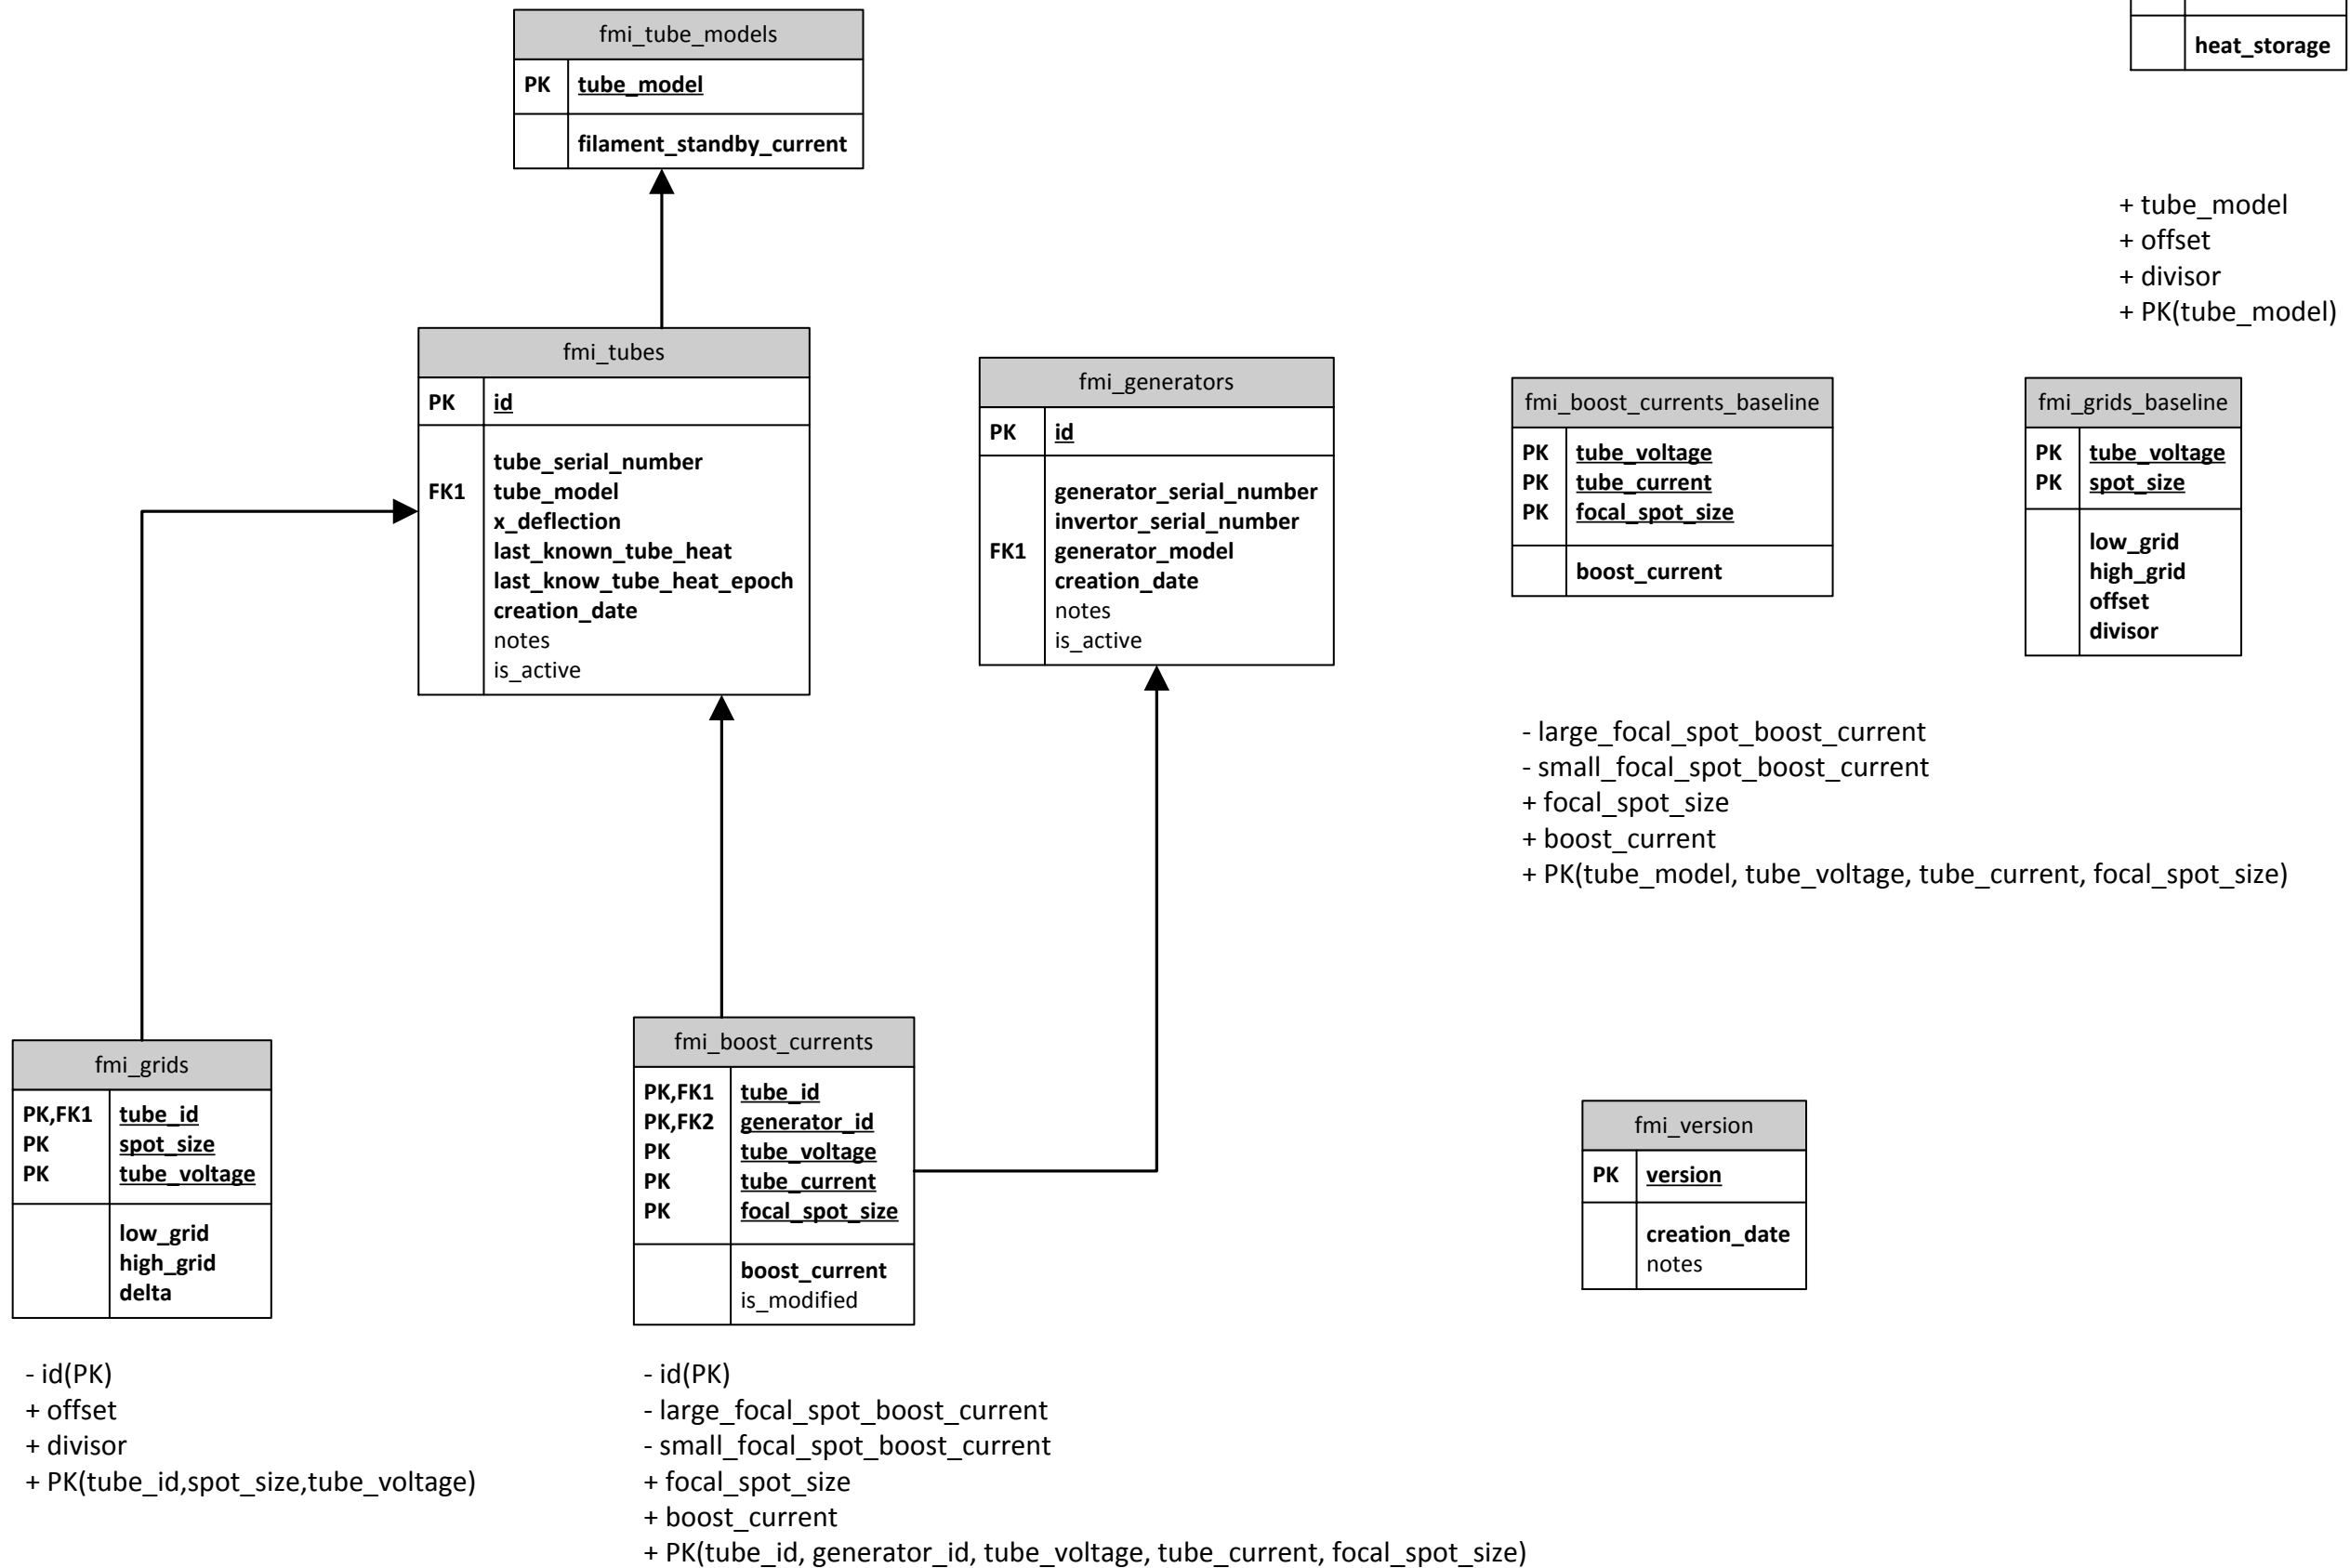 fmi_tube_models
PK tube_model
filament_standby_current
heat_storage
+ tube_model
+ offset
+ divisor
+ PK(tube_model)
fmi_tubes
PK id
tube_serial_number
FK1 tube_model
x_deflection
last_known_tube_heat
last_know_tube_heat_epoch
creation_date
notes
is_active
fmi_generators
PK id
generator_serial_number
invertor_serial_number
FK1 generator_model
creation_date
notes
is_active
fmi_boost_currents_baseline
PK tube_voltage
PK tube_current
PK focal_spot_size
boost_current
fmi_grids_baseline
PK tube_voltage
PK spot_size
low_grid
high_grid
offset
divisor
- large_focal_spot_boost_current
- small_focal_spot_boost_current
+ focal_spot_size
+ boost_current
+ PK(tube_model, tube_voltage, tube_current, focal_spot_size)
fmi_grids
PK,FK1 tube_id
PK spot_size
PK tube_voltage
low_grid
high_grid
delta
- id(PK)
+ offset
+ divisor
+ PK(tube_id,spot_size,tube_voltage)
fmi_boost_currents
PK,FK1 tube_id
PK,FK2 generator_id
PK tube_voltage
PK tube_current
PK focal_spot_size
boost_current
is_modified
- id(PK)
- large_focal_spot_boost_current
- small_focal_spot_boost_current
+ focal_spot_size
+ boost_current
+ PK(tube_id, generator_id, tube_voltage, tube_current, focal_spot_size)
fmi_version
PK version
creation_date
notes